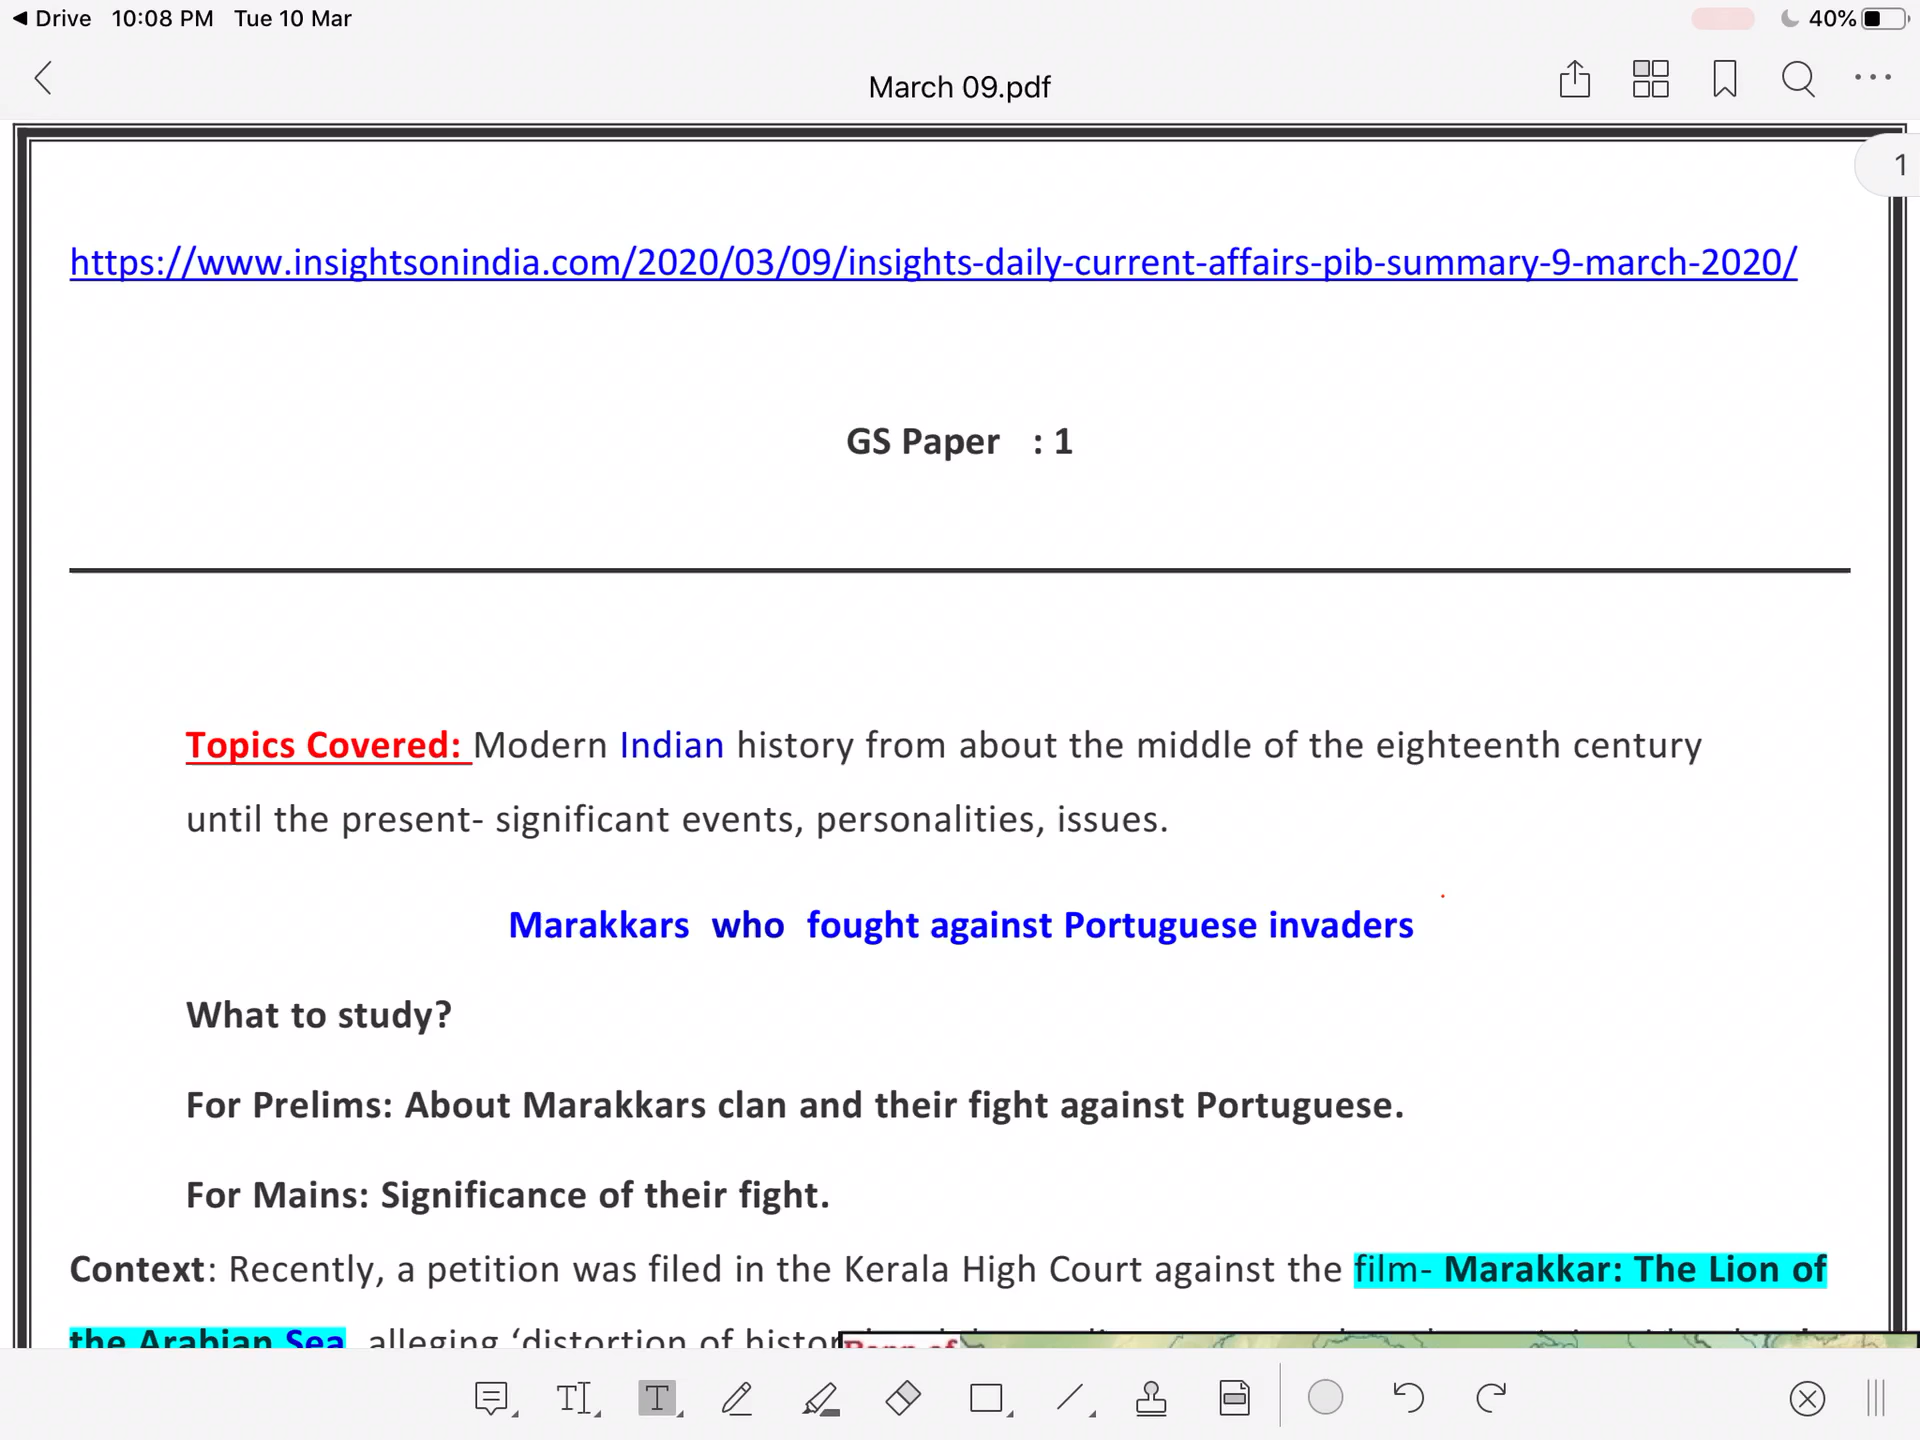 Drive 10:08 PM Tue 10 Mar 40%
March 09.pdf
1
https://www.insightsonindia.com/2020/03/09/insights-daily-current-affairs-pib-summary-9-march-2020/
GS Paper : 1
Topics Covered: Modern Indian history from about the middle of the eighteenth century
until the present- significant events, personalities, issues.
Marakkars who fought against Portuguese invaders
What to study?
For Prelims: About Marakkars clan and their fight against Portuguese.
For Mains: Significance of their fight.
Context: Recently, a petition was filed in the Kerala High Court against the film- Marakkar: The Lion of
the Arabian Sea alleging ‘distortion of histor